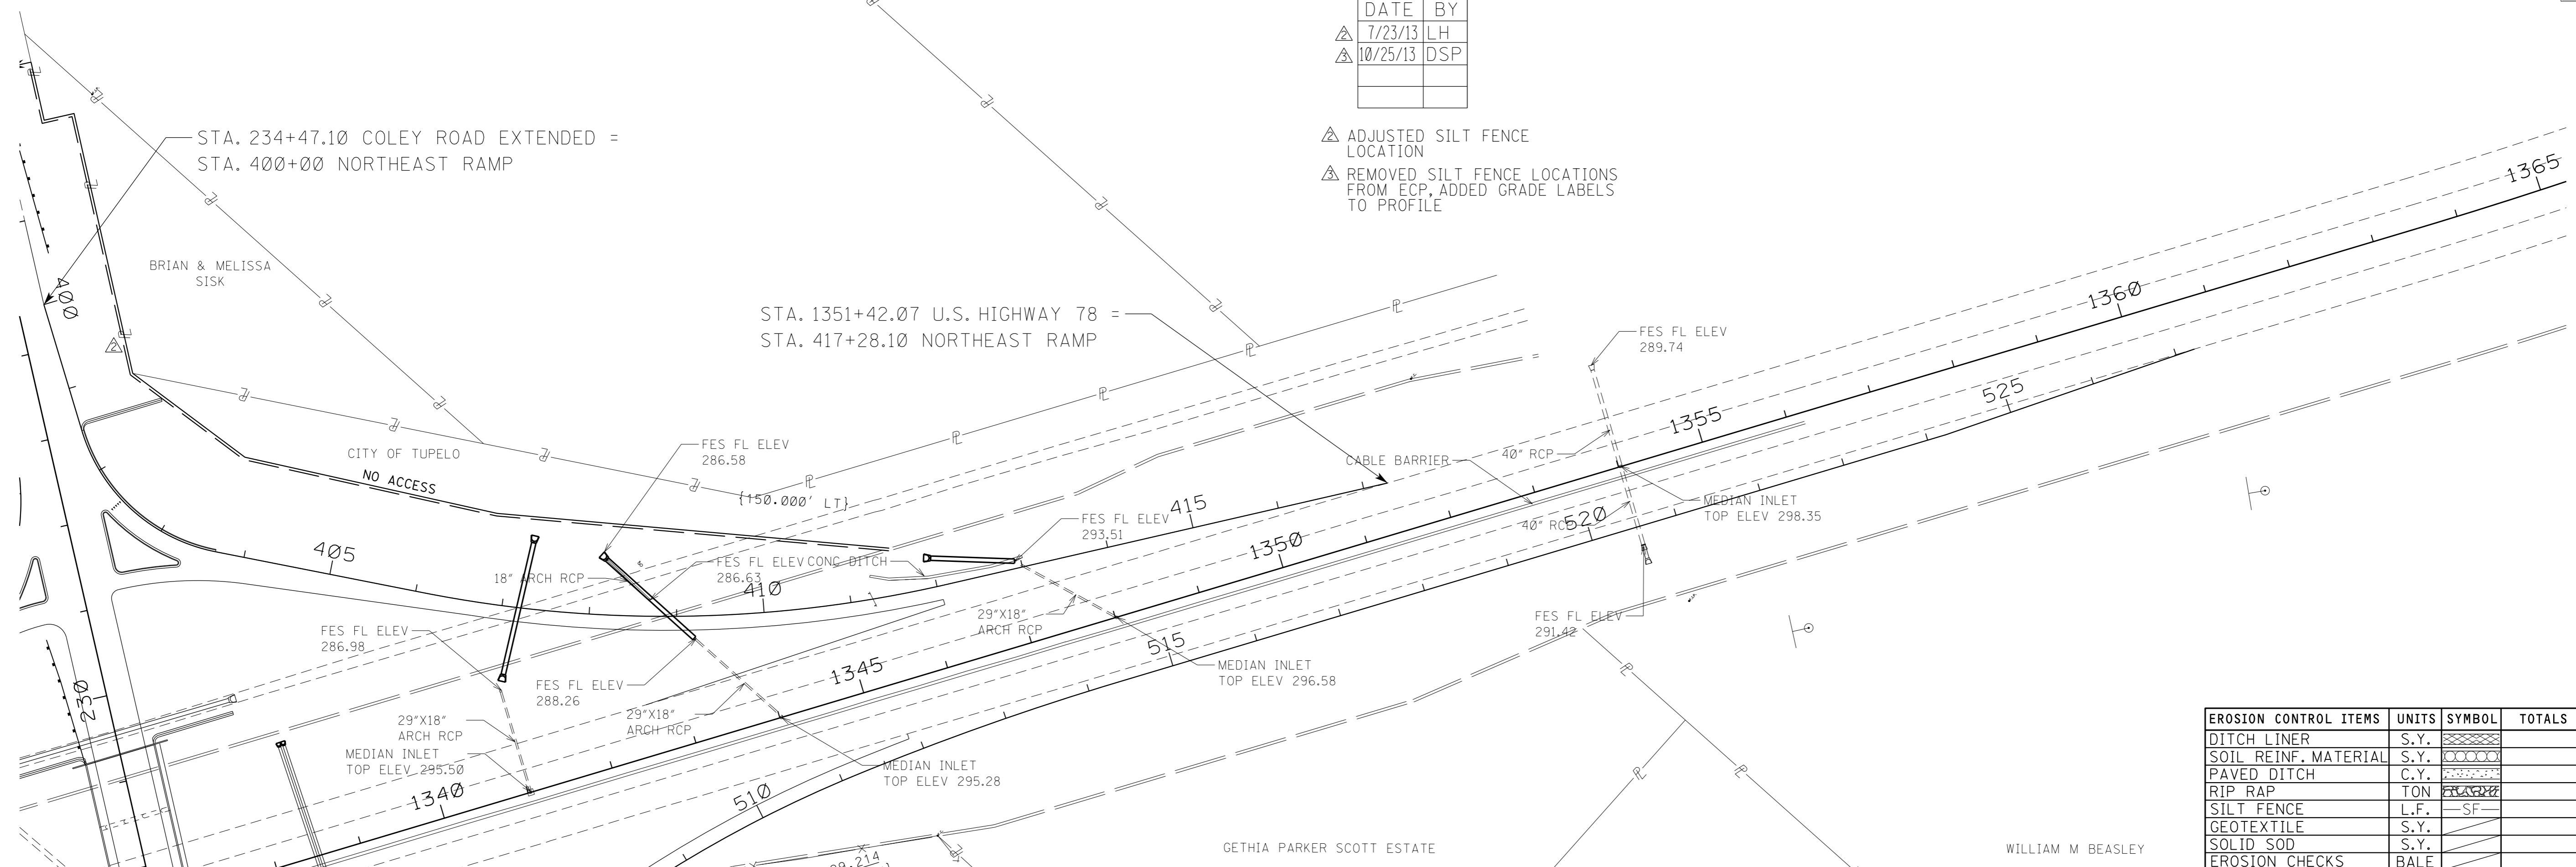 DATE BY
2 7/23/13 LH
3 10/25/13 DSP
2 ADJUSTED SILT FENCE
LOCATION
3 REMOVED SILT FENCE LOCATIONS
FROM ECP, ADDED GRADE LABELS
TO PROFILE
STA. 234+47.10 COLEY ROAD EXTENDED =
STA. 400+00 NORTHEAST RAMP
BRIAN & MELISSA
SISK
400
2
STA. 1351+42.07 U.S. HIGHWAY 78 =
STA. 417+28.10 NORTHEAST RAMP
1365
1360
FES FL ELEV
289.74
525
1355
CABLE BARRIER
40" RCP
MEDIAN INLET
TOP ELEV 298.35
40" RCP
520
CITY OF TUPELO
NO ACCESS
FES FL ELEV
286.58
{150.000' LT}
415
FES FL ELEV
293.51
1350
405
18" ARCH RCP
FES FL ELEV
286.63
CONC DITCH
410
29"X18"
ARCH RCP
FES FL ELEV
291.42
FES FL ELEV
286.98
515
1345
MEDIAN INLET
TOP ELEV 296.58
FES FL ELEV
288.26
230
29"X18"
ARCH RCP
29"X18"
ARCH RCP
MEDIAN INLET
TOP ELEV 295.50
MEDIAN INLET
TOP ELEV 295.28
1340
510
GETHIA PARKER SCOTT ESTATE
WILLIAM M BEASLEY
EROSION CONTROL ITEMS UNITS SYMBOL TOTALS
DITCH LINER S.Y.
SOIL REINF. MATERIAL S.Y.
PAVED DITCH C.Y.
RIP RAP TON
SILT FENCE L.F. SF
GEOTEXTILE S.Y.
SOLID SOD S.Y.
EROSION CHECKS BALE